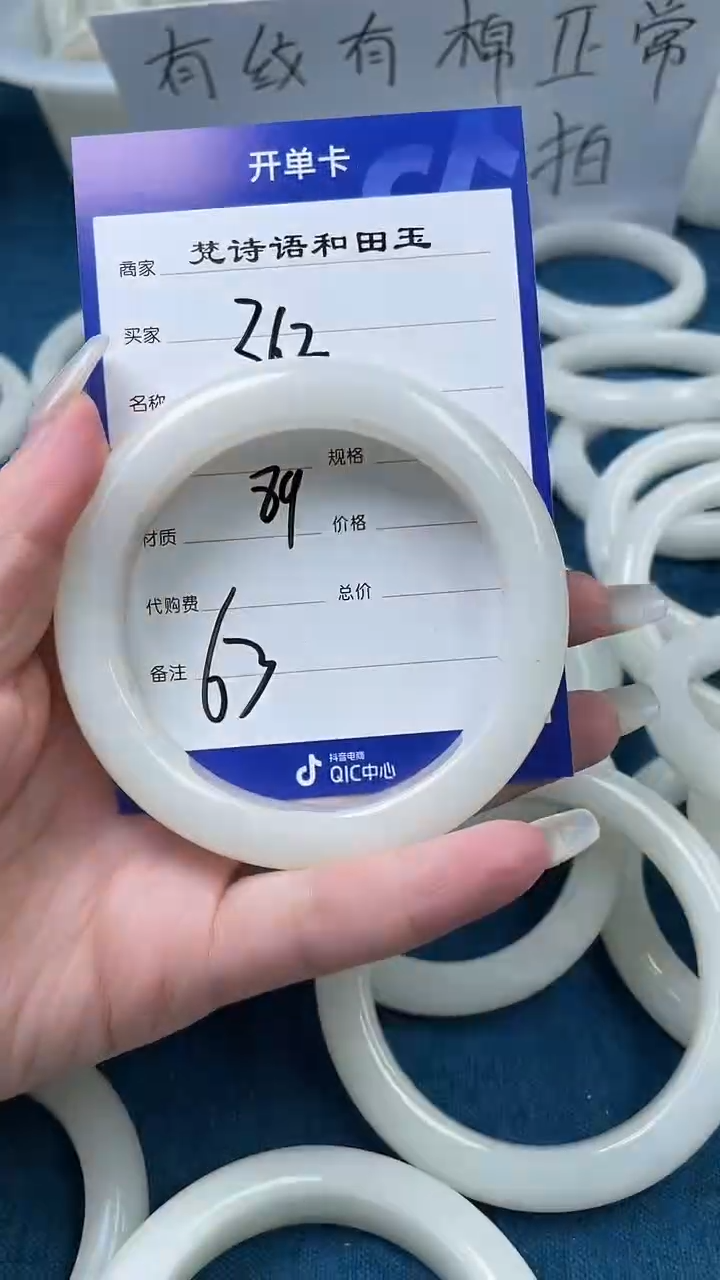 有纹有棉正常
拍
开单卡
商家 梵诗语和田玉
买家 262
名称
规格
材质 89 价格
代购费 总价
备注 63
抖音电商
QIC中心